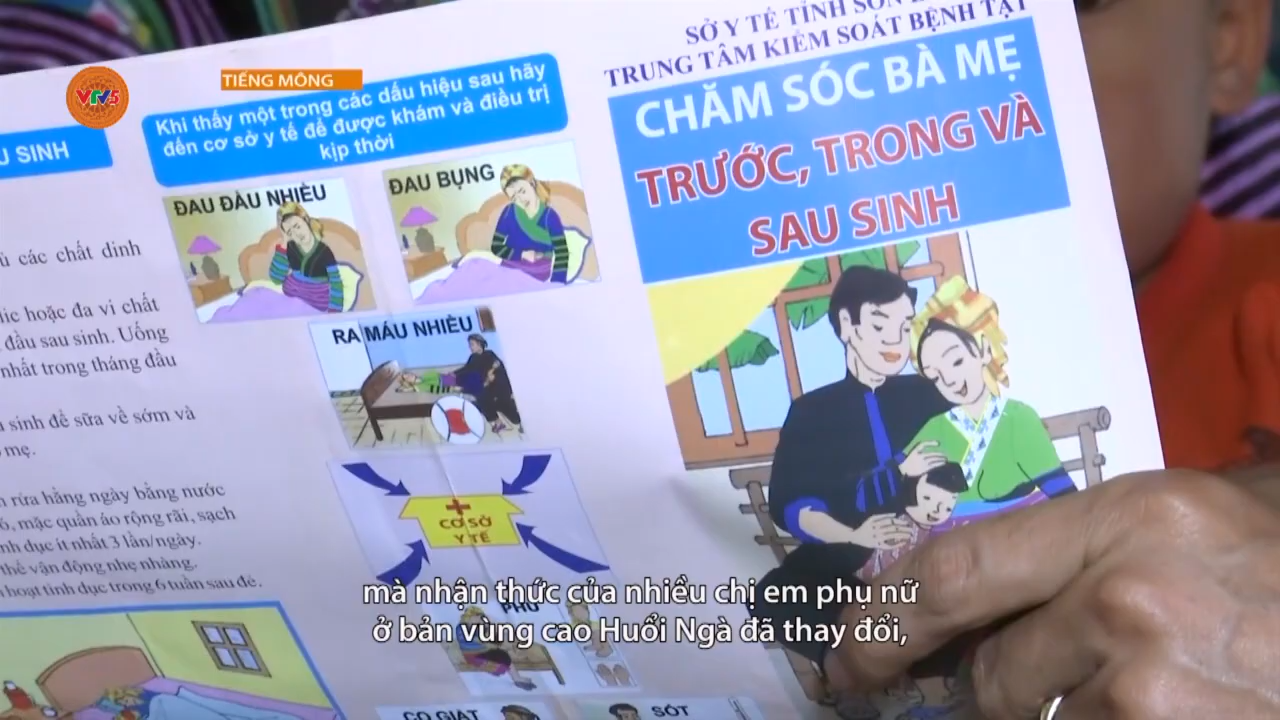 VTV5
TIẾNG MÔNG
SỞ Y TẾ TỈNH SƠN
TRUNG TÂM KIỂM SOÁT BỆNH TẬT
CHĂM SÓC BÀ MẸ
TRƯỚC, TRONG VÀ
SAU SINH
Khi thấy một trong các dấu hiệu sau hãy
đến cơ sở y tế để được khám và điều trị
kịp thời
ĐAU ĐẦU NHIỀU
ĐAU BỤNG
RA MÁU NHIỀU
CƠ SỞ
Y TẾ
PHÙ
CO GIẬT
SỐT
SINH
các chất dinh
hoặc đa vi chất
đầu sau sinh. Uống
nhất trong tháng đầu
sinh để sữa về sớm và
mẹ.
rửa hằng ngày bằng nước
mặc quần áo rộng rãi, sạch
dục ít nhất 3 lần/ngày.
thể vận động nhẹ nhàng.
hoạt tình dục trong 6 tuần sau đẻ.
mà nhận thức của nhiều chị em phụ nữ
ở bản vùng cao Huổi Ngà đã thay đổi,